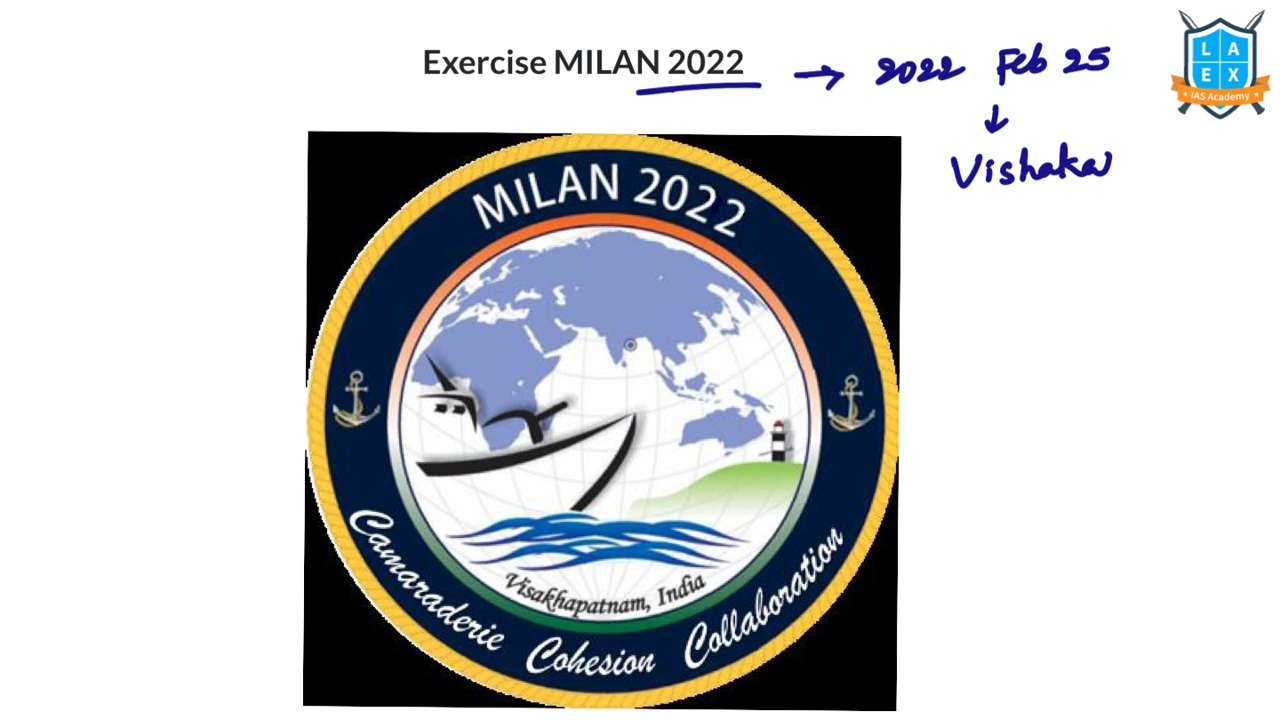 Exercise MILAN 2022 → 2022 Feb 25
↓
Vishaka
L A
E X
IAS Academy
MILAN 2022
Visakhapatnam, India
Camaraderie Cohesion Collaboration